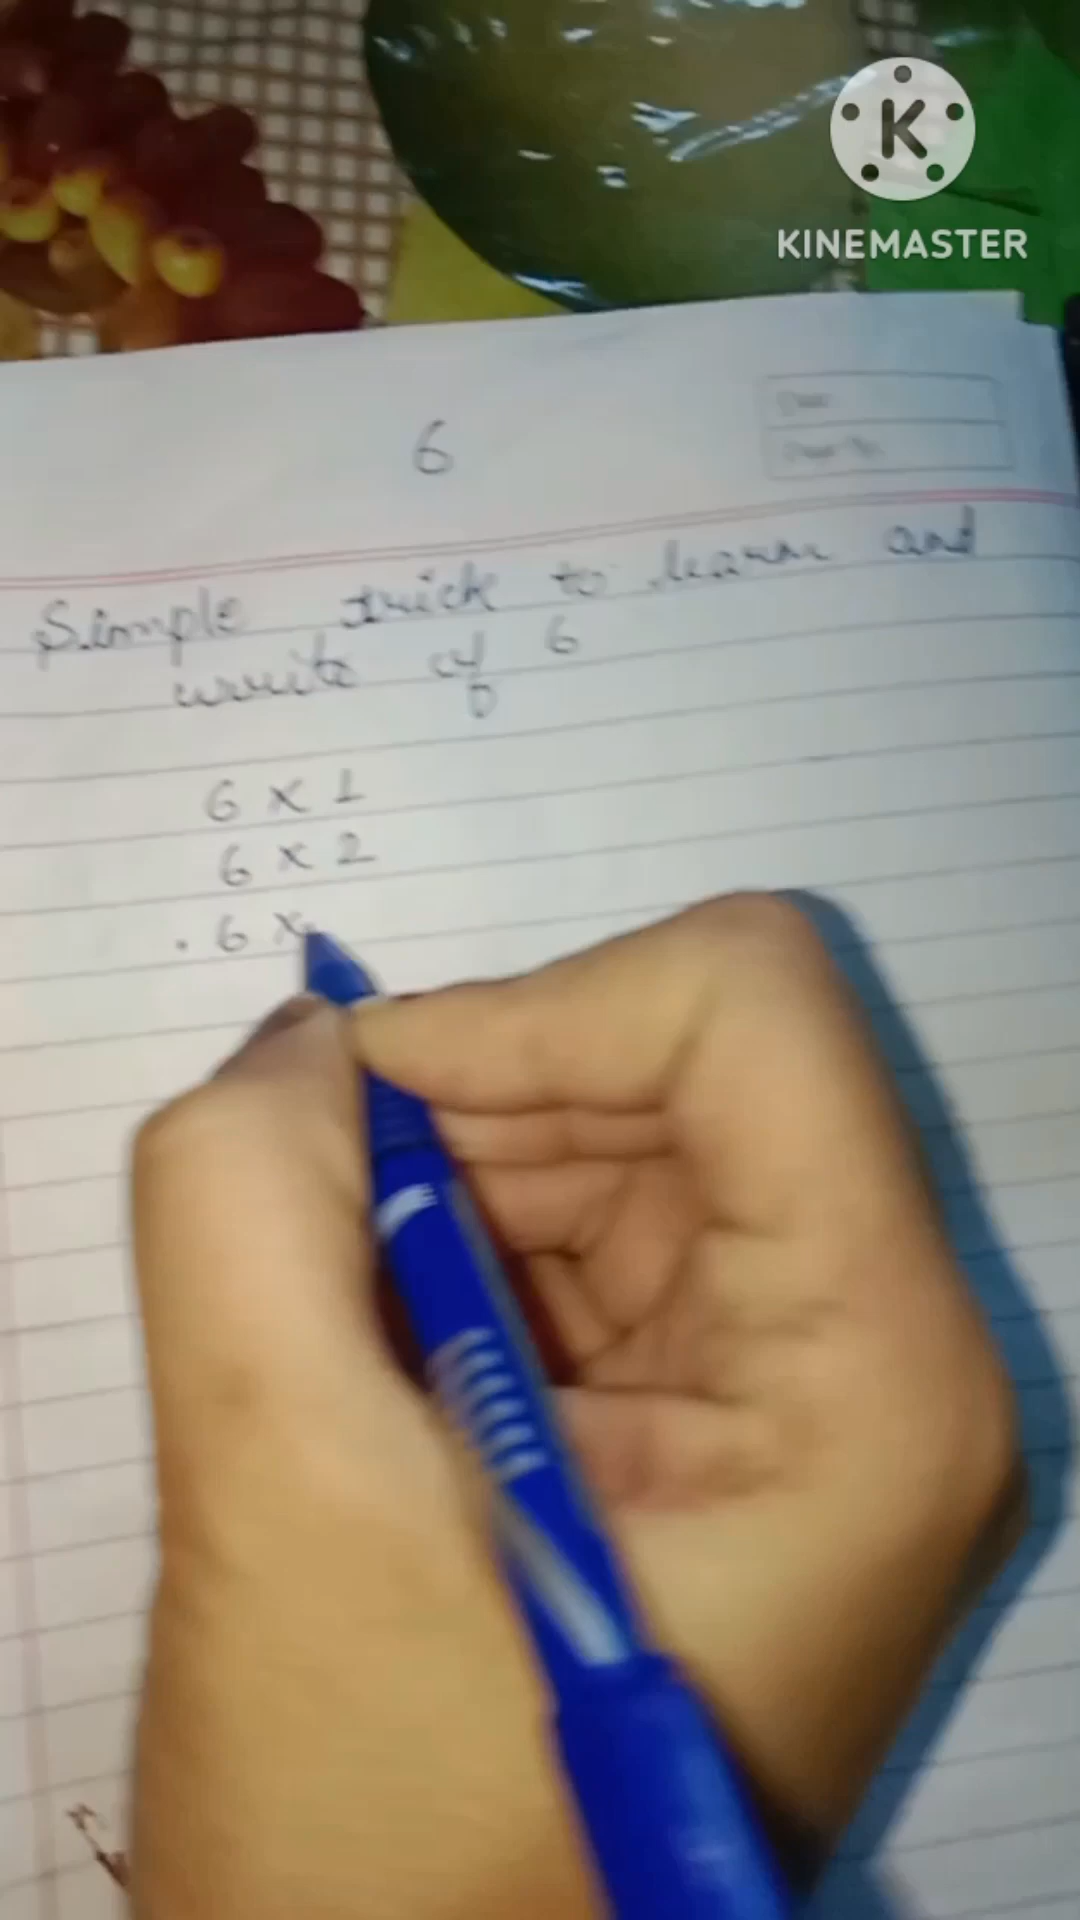 KINEMASTER
6
Simple trick to learn and
write of 6
6 x 1
6 x 2
. 6 x